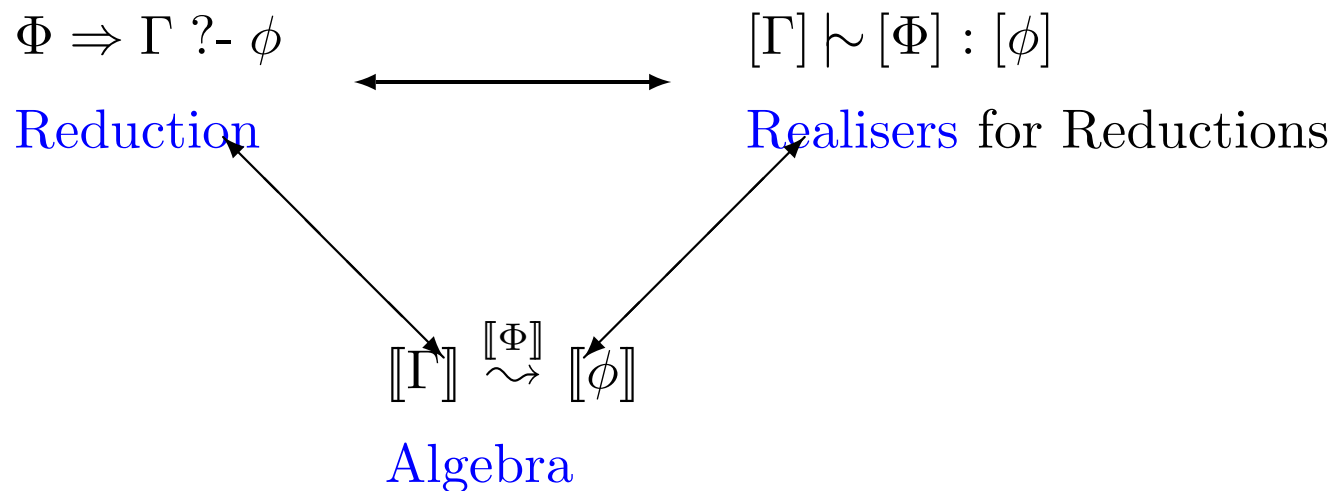 Φ ⇒ Γ ?- ϕ
[Γ] |∼ [Φ] : [ϕ]
Reduction
Realisers for Reductions
⟦Φ⟧
⟦Γ⟧ ⇝ ⟦ϕ⟧
Algebra